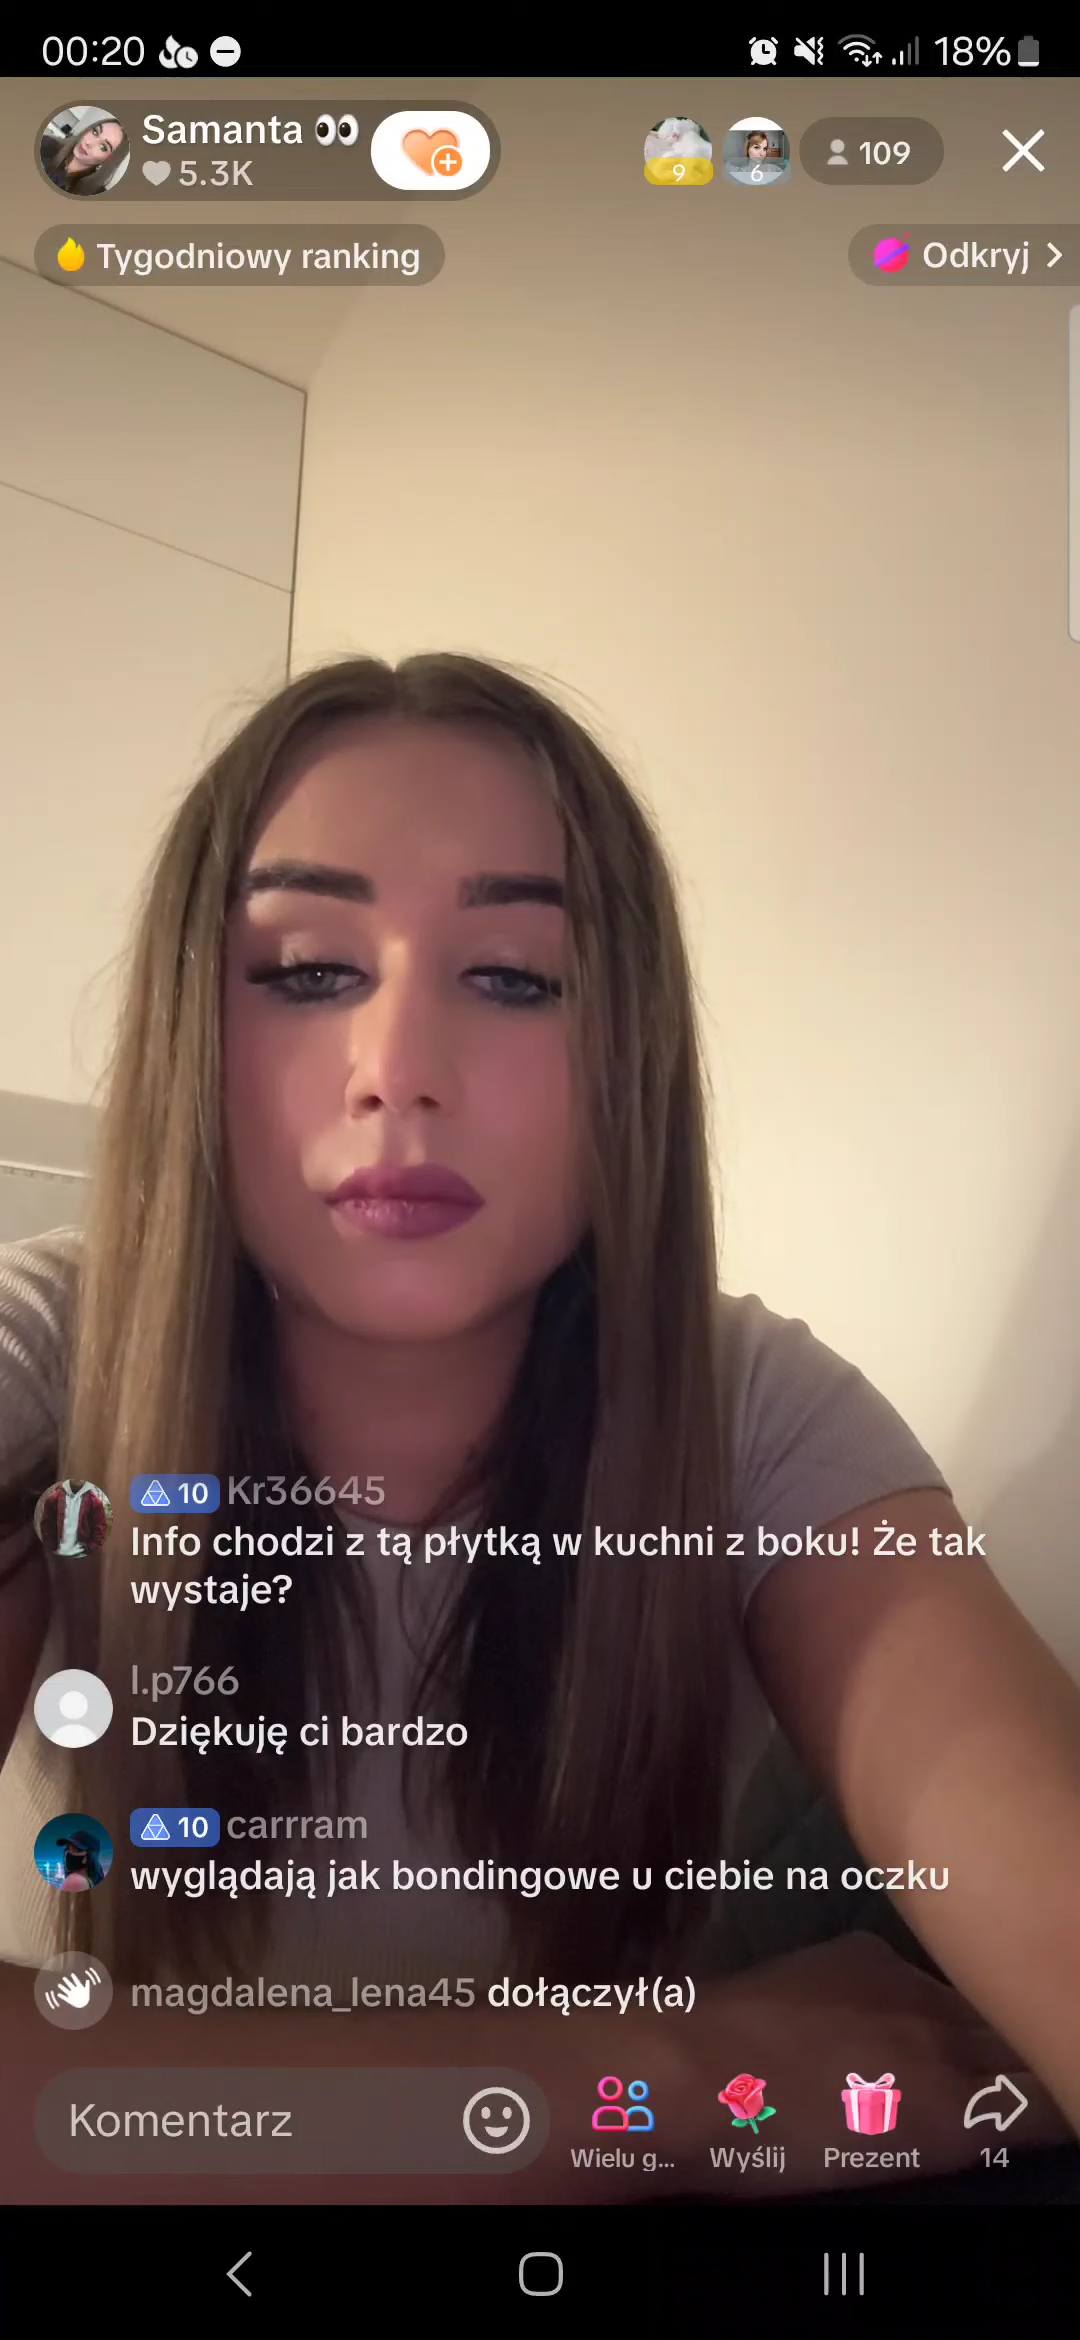 00:20 18%
Samanta 👀
5.3K
9 6 109
Tygodniowy ranking Odkryj
10 Kr36645
Info chodzi z tą płytką w kuchni z boku! Że tak
wystaje?
l.p766
Dziękuję ci bardzo
10 carrram
wyglądają jak bondingowe u ciebie na oczku
magdalena_lena45 dołączył(a)
Komentarz
Wielu g... Wyślij Prezent 14